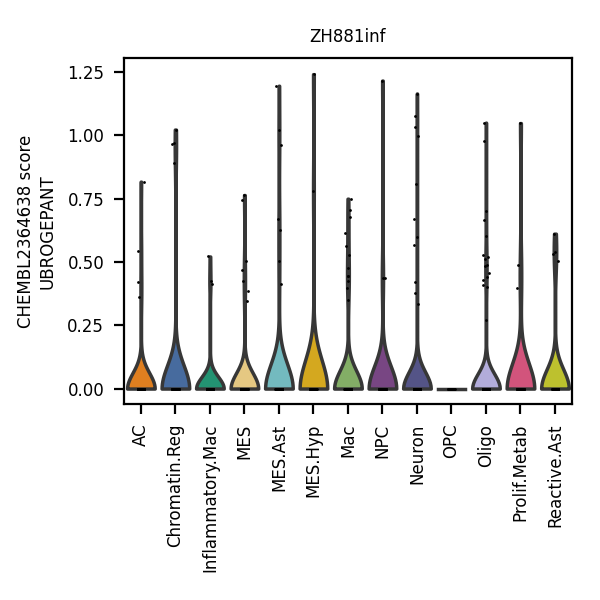 ZH881inf
CHEMBL2364638 score
UBROGEPANT
1.25
1.00
0.75
0.50
0.25
0.00
AC
Chromatin.Reg
Inflammatory.Mac
MES
MES.Ast
MES.Hyp
Mac
NPC
Neuron
OPC
Oligo
Prolif.Metab
Reactive.Ast